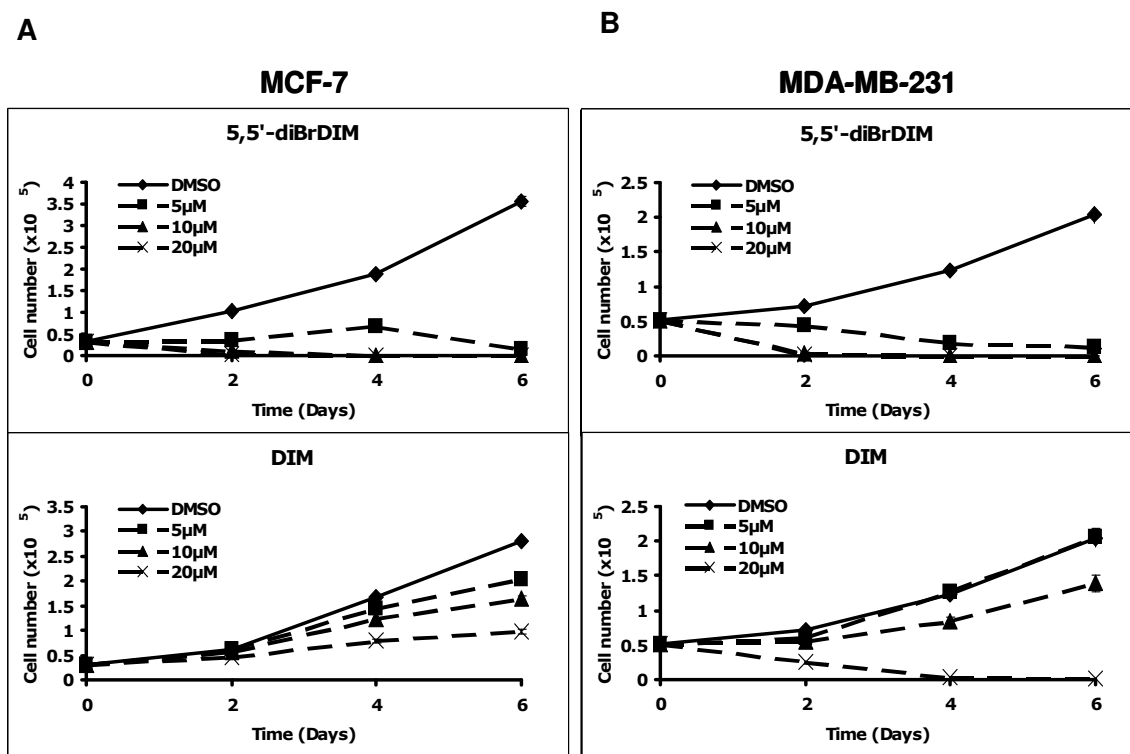 A
MCF-7
5,5'-diBrDIM
Cell number (x10 5)
4
3.5
3
2.5
2
1.5
1
0.5
0
DMSO
5µM
10µM
20µM
0 2 4 6
Time (Days)
DIM
Cell number (x10 5)
3.5
3
2.5
2
1.5
1
0.5
0
DMSO
5µM
10µM
20µM
0 2 4 6
Time (Days)
B
MDA-MB-231
5,5'-diBrDIM
Cell number (x10 5)
2.5
2
1.5
1
0.5
0
DMSO
5µM
10µM
20µM
0 2 4 6
Time (Days)
DIM
Cell number (x10 5)
2.5
2
1.5
1
0.5
0
DMSO
5µM
10µM
20µM
0 2 4 6
Time (Days)